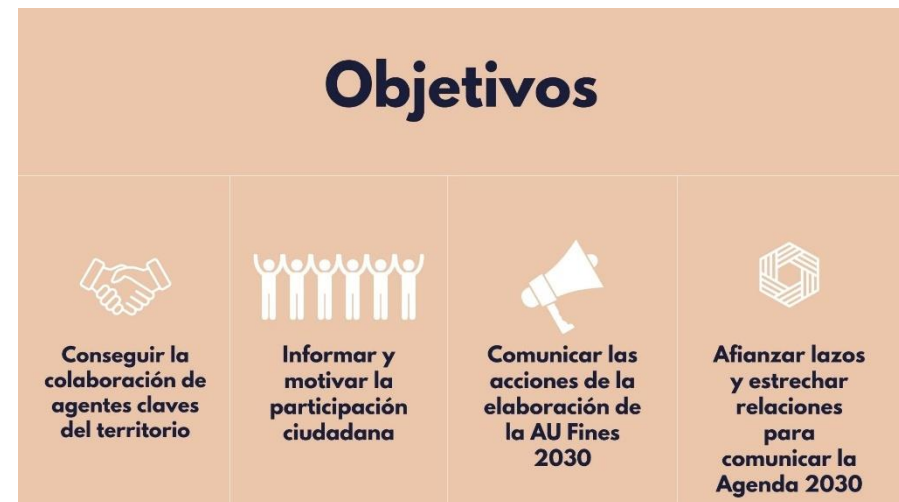 Objetivos
Conseguir la
colaboración de
agentes claves
del territorio
Informar y
motivar la
participación
ciudadana
Comunicar las
acciones de la
elaboración de
la AU Fines
2030
Afianzar lazos
y estrechar
relaciones
para
comunicar la
Agenda 2030